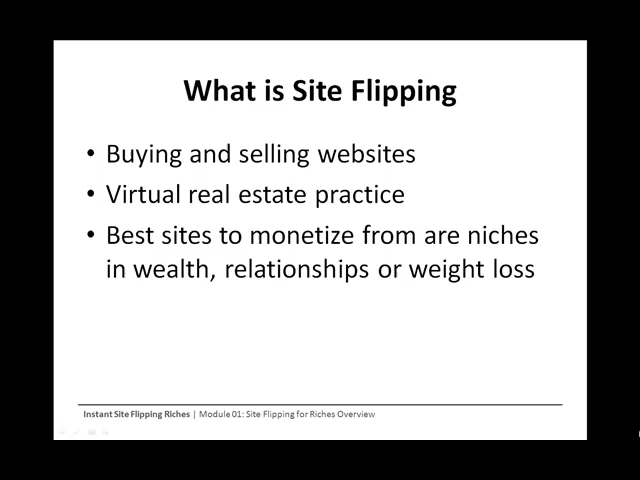 What is Site Flipping
• Buying and selling websites
• Virtual real estate practice
• Best sites to monetize from are niches
in wealth, relationships or weight loss
Instant Site Flipping Riches | Module 01: Site Flipping for Riches Overview